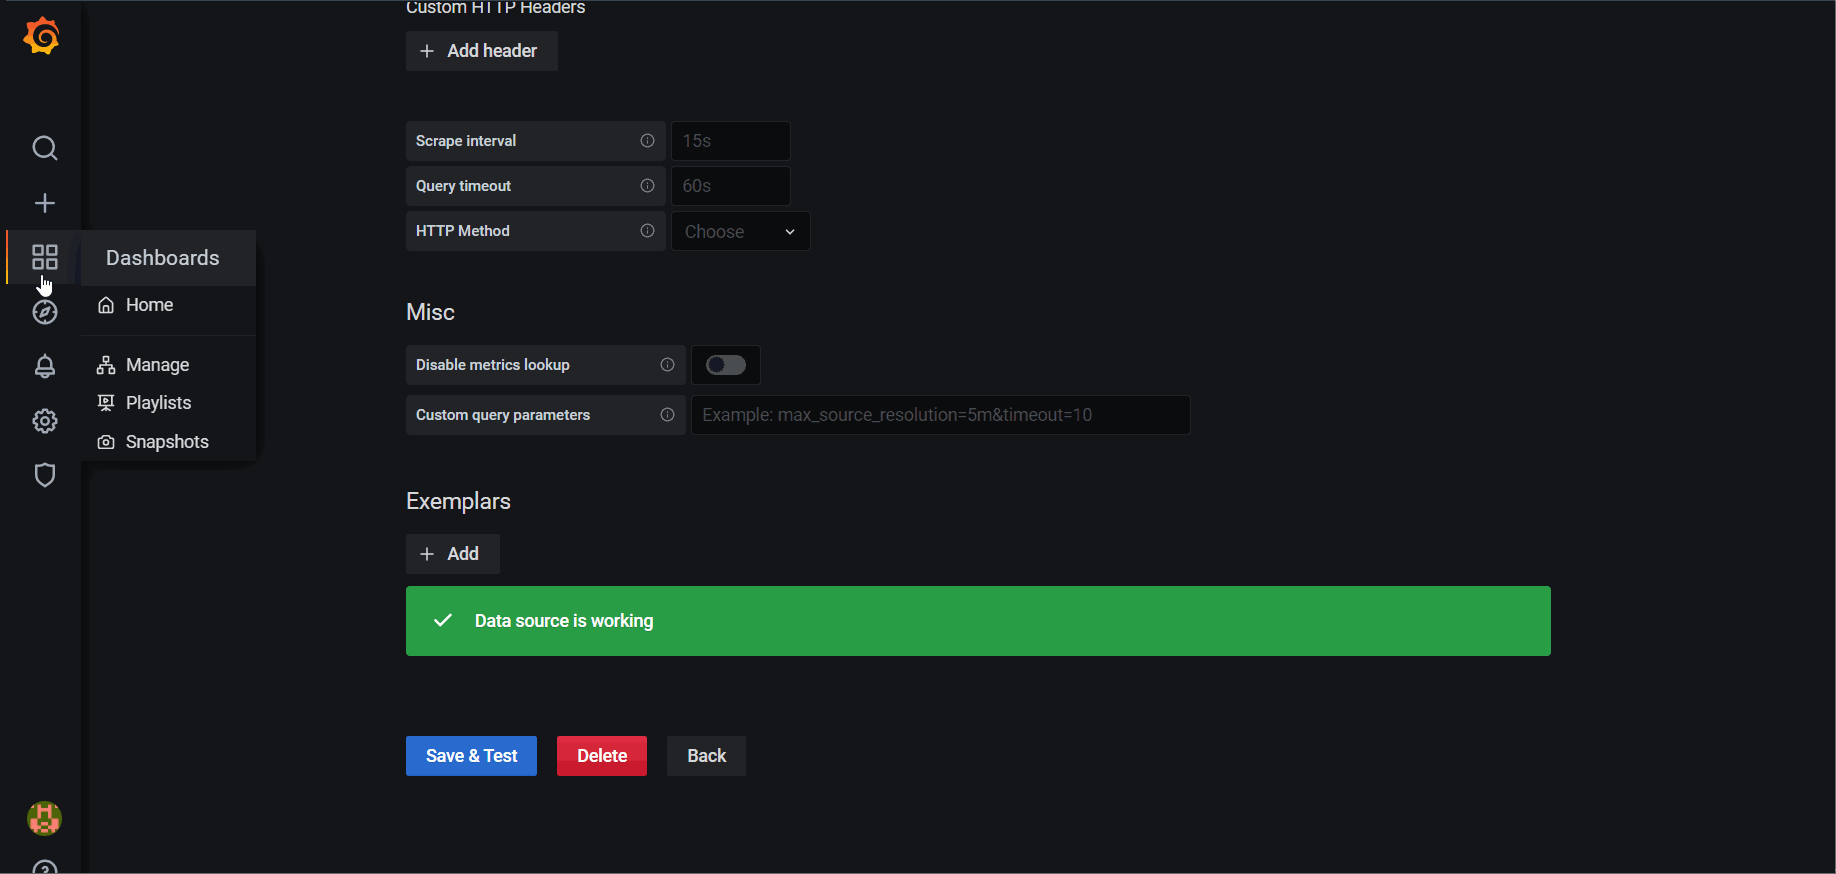 Custom HTTP Headers
+ Add header
Scrape interval 15s
Query timeout 60s
HTTP Method Choose
Dashboards
Home
Manage
Playlists
Snapshots
Misc
Disable metrics lookup
Custom query parameters Example: max_source_resolution=5m&timeout=10
Exemplars
+ Add
Data source is working
Save & Test Delete Back